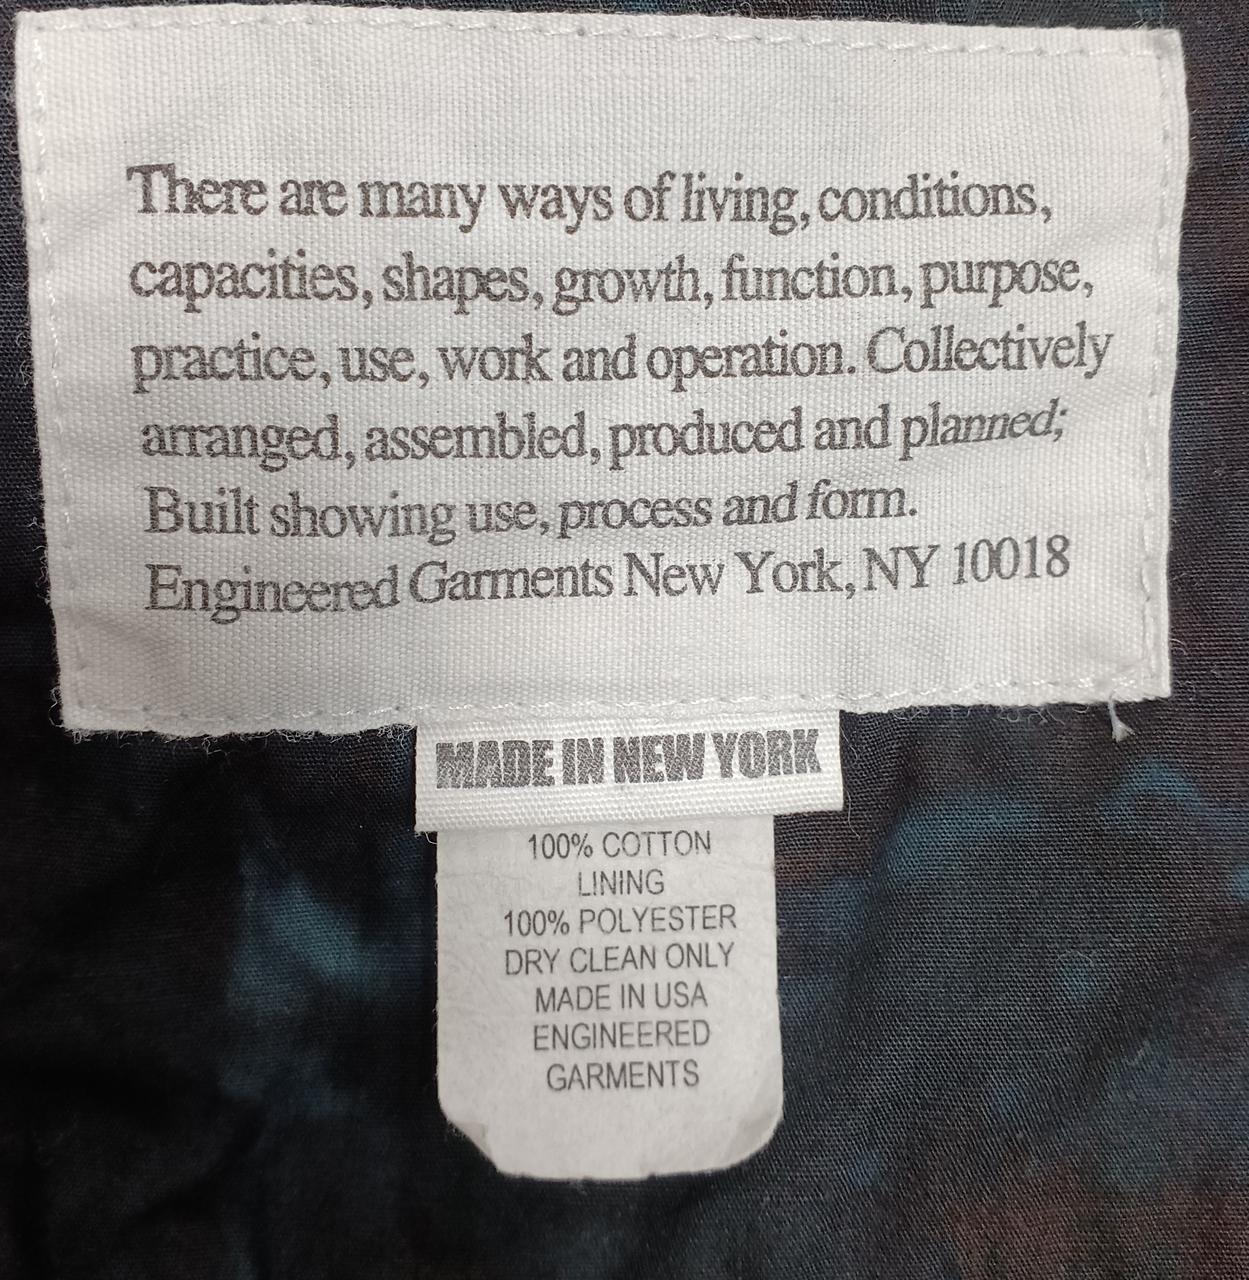 There are many ways of living, conditions,
capacities, shapes, growth, function, purpose,
practice, use, work and operation. Collectively
arranged, assembled, produced and planned;
Built showing use, process and form.
Engineered Garments New York, NY 10018
MADE IN NEW YORK
100% COTTON
LINING
100% POLYESTER
DRY CLEAN ONLY
MADE IN USA
ENGINEERED
GARMENTS